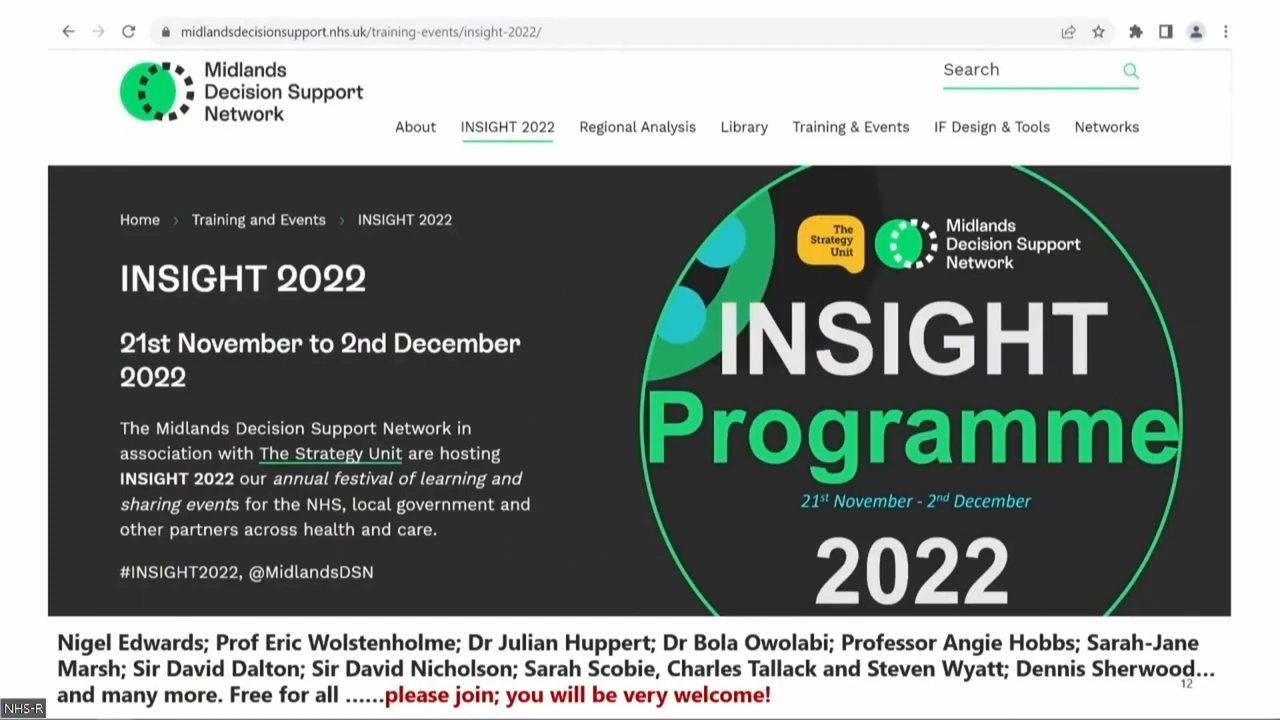 midlandsdecisionsupport.nhs.uk/training-events/insight-2022/
Midlands
Decision Support
Network
Search
About INSIGHT 2022 Regional Analysis Library Training & Events IF Design & Tools Networks
Home > Training and Events > INSIGHT 2022
INSIGHT 2022
21st November to 2nd December
2022
The Midlands Decision Support Network in
association with The Strategy Unit are hosting
INSIGHT 2022 our annual festival of learning and
sharing events for the NHS, local government and
other partners across health and care.
#INSIGHT2022, @MidlandsDSN
The
Strategy
Unit
Midlands
Decision Support
Network
INSIGHT
Programme
21st November - 2nd December
2022
Nigel Edwards; Prof Eric Wolstenholme; Dr Julian Huppert; Dr Bola Owolabi; Professor Angie Hobbs; Sarah-Jane
Marsh; Sir David Dalton; Sir David Nicholson; Sarah Scobie, Charles Tallack and Steven Wyatt; Dennis Sherwood...
and many more. Free for all ......please join; you will be very welcome!
12
NHS-R